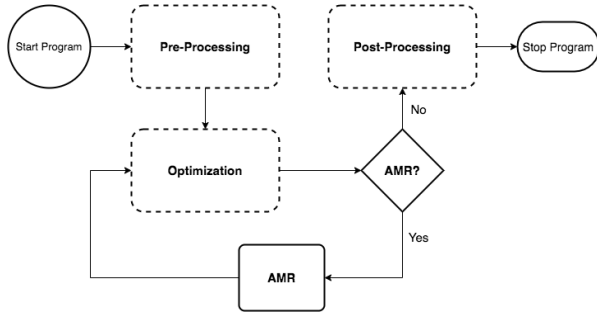 Start Program
Pre-Processing
Post-Processing
Stop Program
No
Optimization
AMR?
Yes
AMR